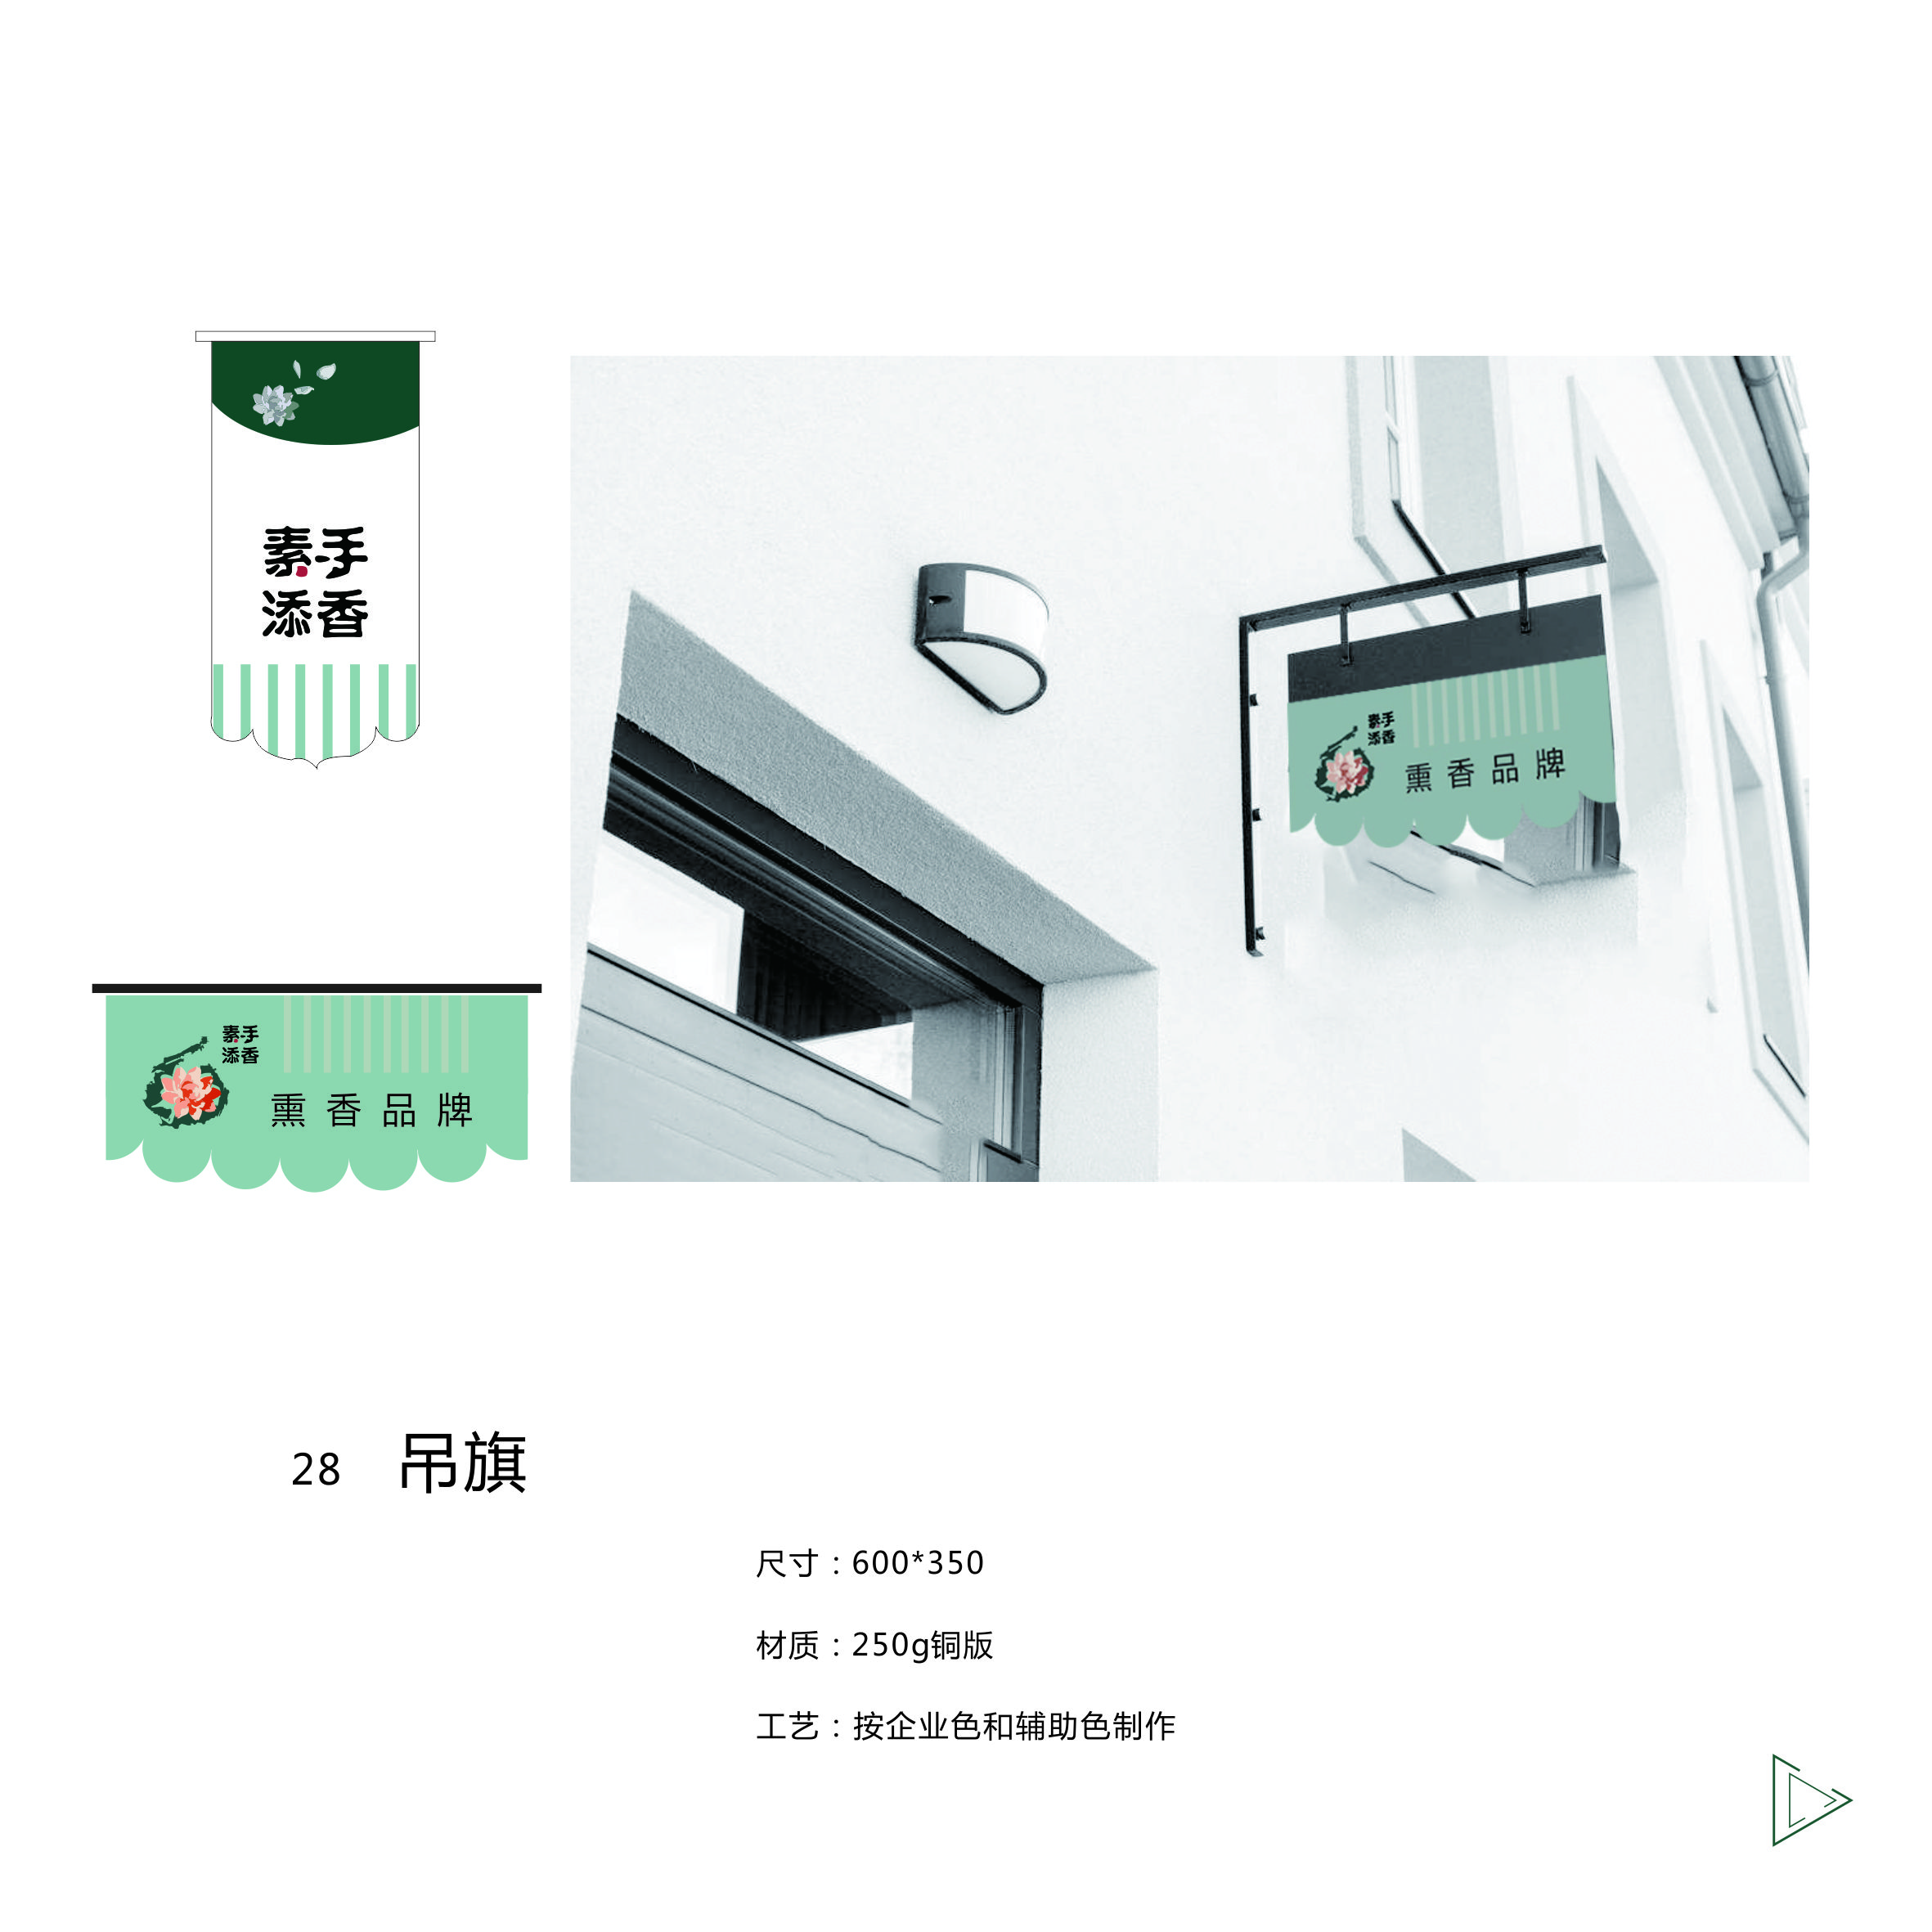 素手
添香
素手
添香
熏香品牌
素手
添香
熏香品牌
28 吊旗
尺寸：600*350
材质：250g铜版
工艺：按企业色和辅助色制作